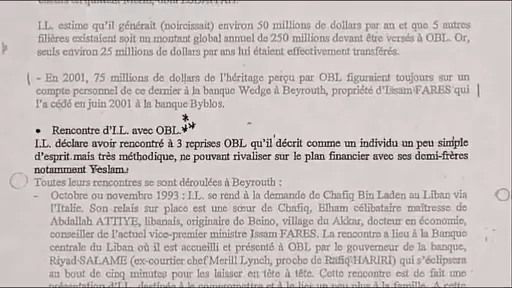 I.L. estime qu'il générait (noircissait) environ 50 millions de dollars par an et que 5 autres
filières existaient soit un montant global annuel de 250 millions devant être versés à OBL. Or,
seuls environ 25 millions de dollars par ans lui étaient effectivement transférés.
- En 2001, 75 millions de dollars de l'héritage perçu par OBL figuraient toujours sur
un compte personnel de ce dernier à la banque Wedge à Beyrouth, propriété d'Issam FARES qui
l'a cédé en juin 2001 à la banque Byblos.
• Rencontre d'I.L. avec OBL.**
I.L. déclare avoir rencontré à 3 reprises OBL qu'il décrit comme un individu un peu simple
d'esprit mais très méthodique, ne pouvant rivaliser sur le plan financier avec ses demi-frères
notamment Yeslam.
Toutes leurs rencontres se sont déroulées à Beyrouth :
- Octobre ou novembre 1993 : I.L. se rend à la demande de Chafiq Bin Laden au Liban via
l'Italie. Son relais sur place est une sœur de Chafiq, Elham célibataire maîtresse de
Abdallah ATITYE, libanais, originaire de Beino, village du Akkar, docteur en économie,
conseiller de l'actuel vice-premier ministre Issam FARES. La rencontre a lieu à la Banque
centrale du Liban où il est accueilli et présenté à OBL par le gouverneur de la banque,
Riyad SALAME (ex-courtier chef Merill Lynch, proche de Rafiq HARIRI) qui s'éclipsera
au bout de cinq minutes pour les laisser en tête à tête. Cette rencontre est de fait une